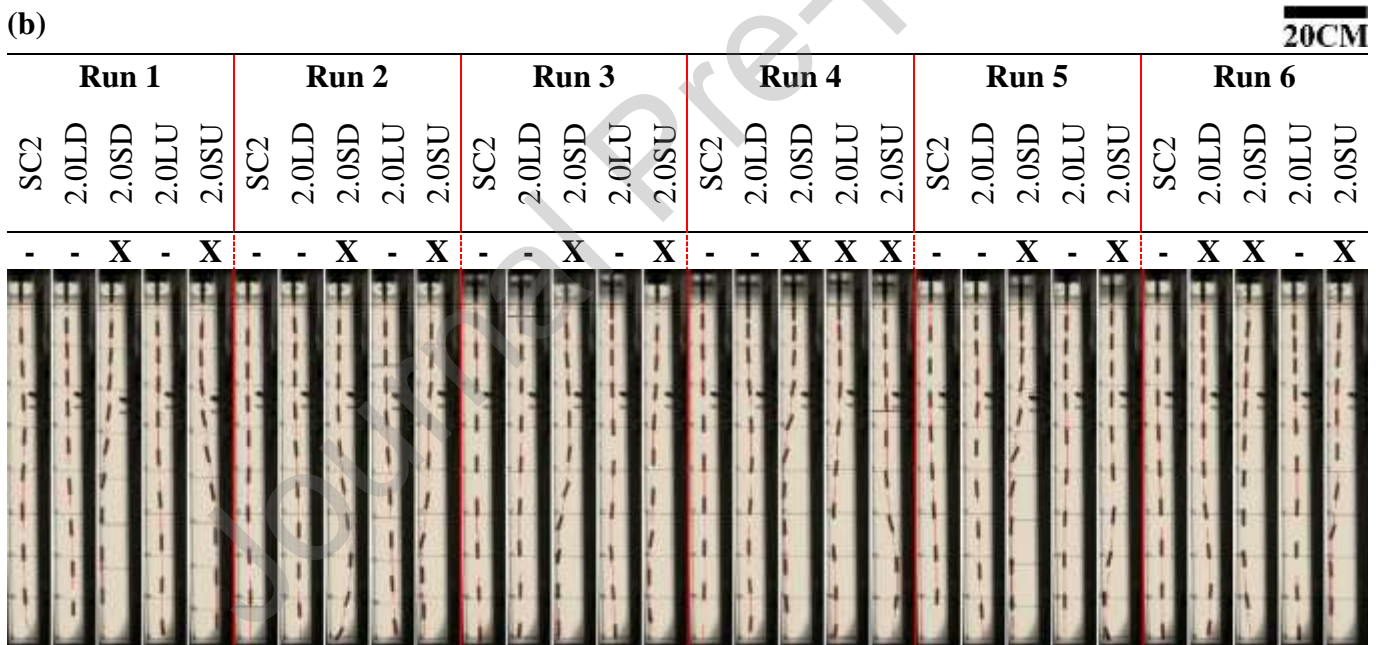 (b)
20CM
Run 1 Run 2 Run 3 Run 4 Run 5 Run 6
SC2 2.0LD 2.0SD 2.0LU 2.0SU SC2 2.0LD 2.0SD 2.0LU 2.0SU SC2 2.0LD 2.0SD 2.0LU 2.0SU SC2 2.0LD 2.0SD 2.0LU 2.0SU SC2 2.0LD 2.0SD 2.0LU 2.0SU SC2 2.0LD 2.0SD 2.0LU 2.0SU
- - X - X - - X - X - - X - X - - X X X - - X - X - X X - X
Journal Pre-